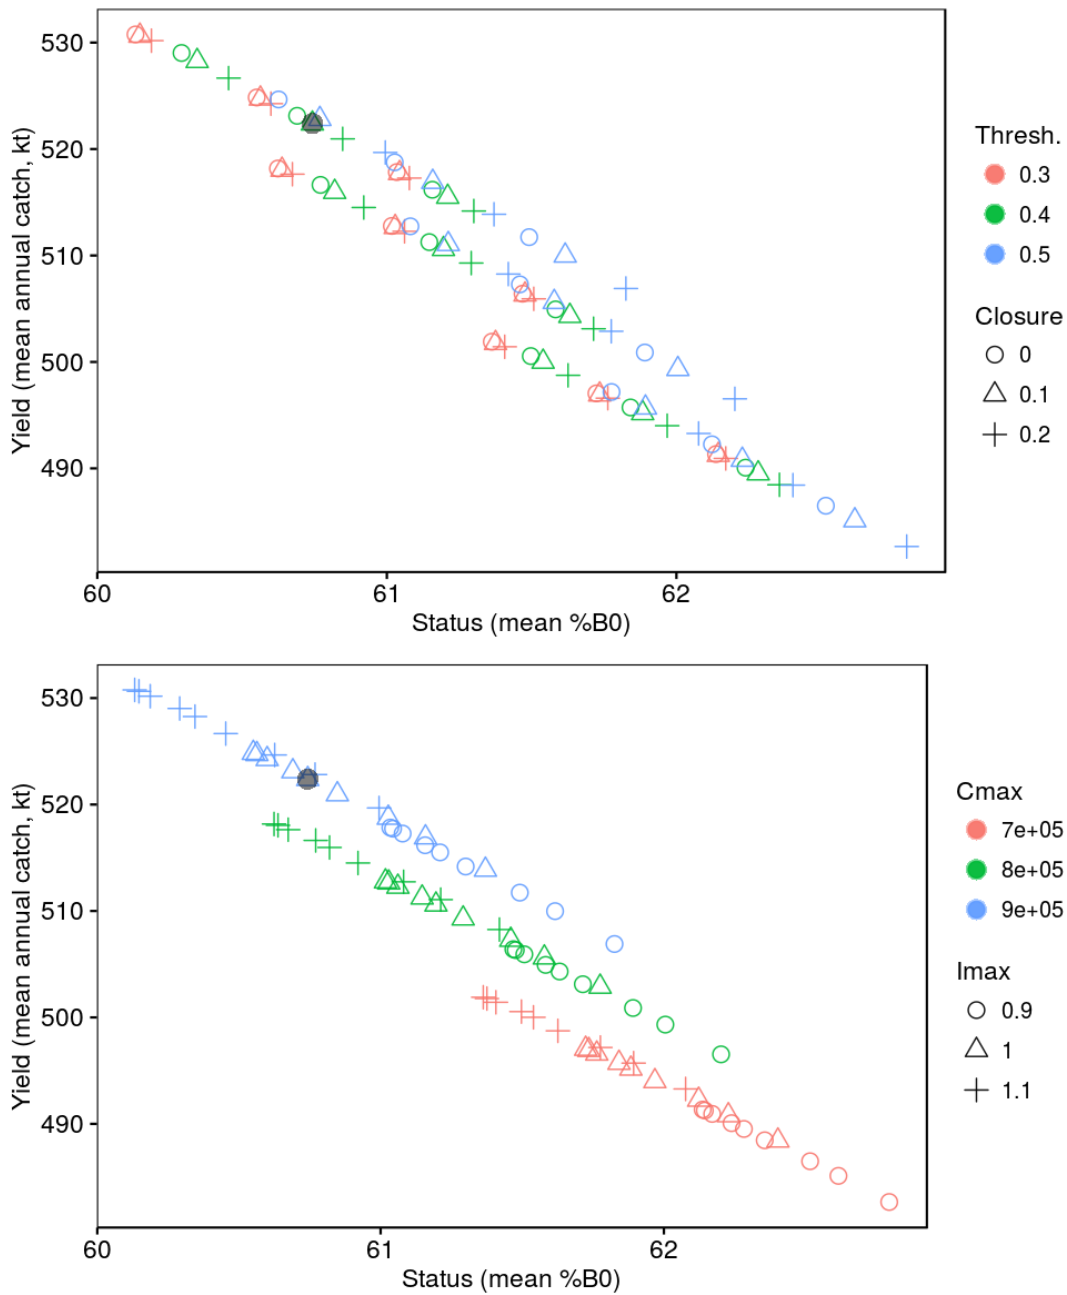 530
520
510
500
490
Yield (mean annual catch, kt)
60
61
62
Status (mean %B0)
Thresh.
0.3
0.4
0.5
Closure
0
0.1
0.2
530
520
510
500
490
Yield (mean annual catch, kt)
60
61
62
Status (mean %B0)
Cmax
7e+05
8e+05
9e+05
Imax
0.9
1
1.1